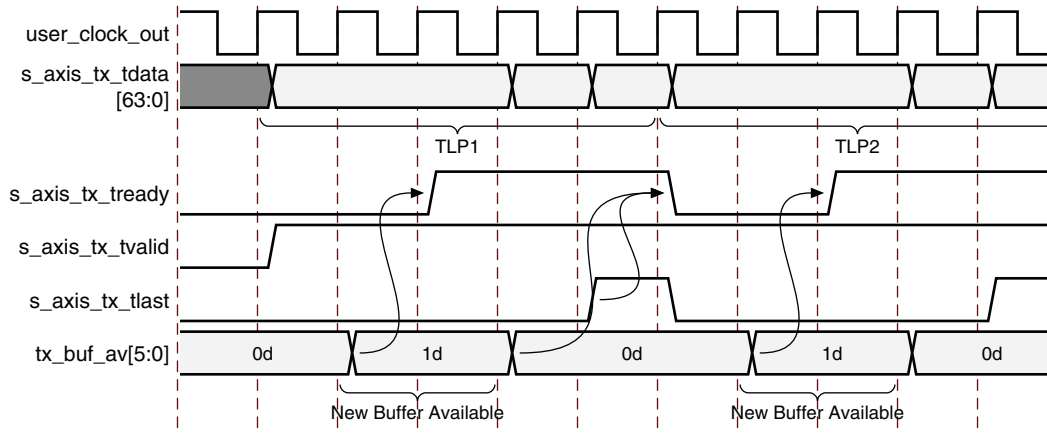 user_clock_out
s_axis_tx_tdata
[63:0]
TLP1
TLP2
s_axis_tx_tready
s_axis_tx_tvalid
s_axis_tx_tlast
tx_buf_av[5:0]
0d
1d
0d
1d
0d
New Buffer Available
New Buffer Available